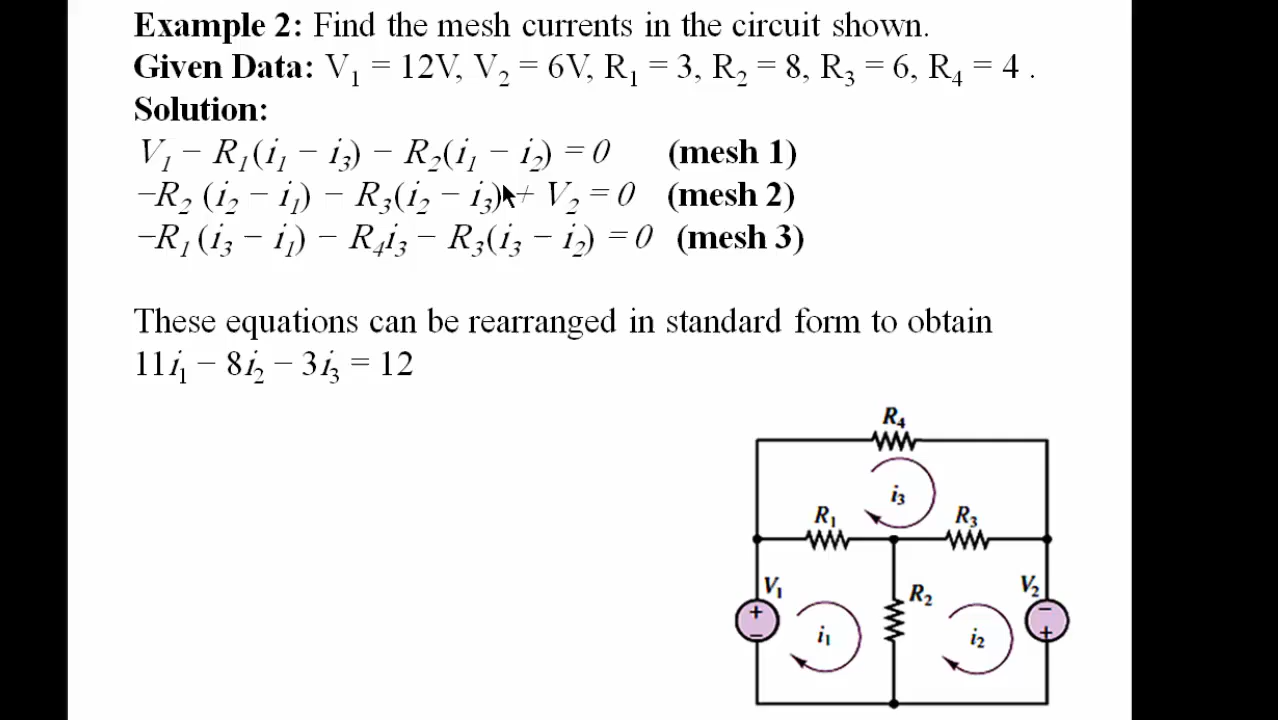 Example 2: Find the mesh currents in the circuit shown.
Given Data: V₁ = 12V, V₂ = 6V, R₁ = 3, R₂ = 8, R₃ = 6, R₄ = 4 .
Solution:
V₁ − R₁(i₁ − i₃) − R₂(i₁ − i₂) = 0 (mesh 1)
−R₂ (i₂ − i₁) − R₃(i₂ − i₃) + V₂ = 0 (mesh 2)
−R₁ (i₃ − i₁) − R₄i₃ − R₃(i₃ − i₂) = 0 (mesh 3)
These equations can be rearranged in standard form to obtain
11i₁ − 8i₂ − 3i₃ = 12
R₄
i₃
R₁ R₃
V₁ R₂ V₂
+ −
− +
i₁ i₂